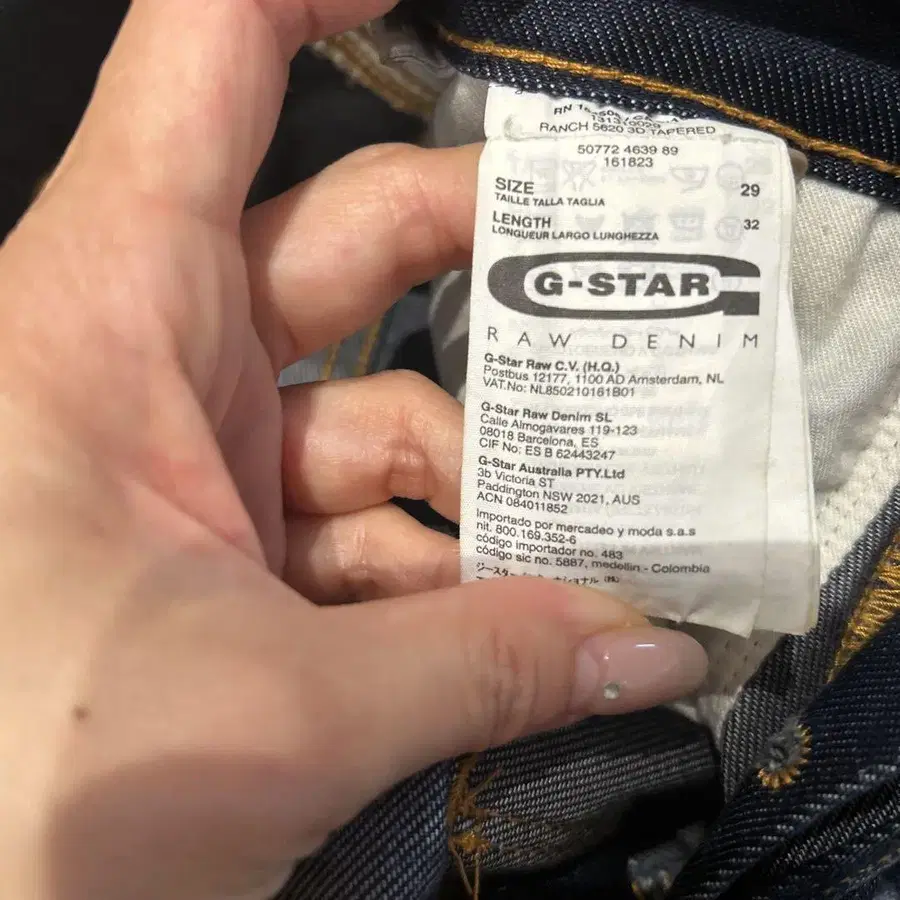 RANCH 5620 3D TAPERED
50772 4639 89
161823
SIZE 29
TAILLE TALLA TAGLIA
LENGTH 32
LONGUEUR LARGO LUNGHEZZA
G-STAR
RAW DENIM
G-Star Raw C.V. (H.Q.)
Postbus 12177, 1100 AD Amsterdam, NL
VAT.No: NL850210161B01
G-Star Raw Denim SL
Calle Almogavares 119-123
08018 Barcelona, ES
CIF No: ES B 62443247
G-Star Australia PTY.Ltd
3b Victoria ST
Paddington NSW 2021, AUS
ACN 084011852
Importado por mercadeo y moda s.a.s
nit. 800.169.352-6
código importador no. 483
código sic no. 5887, medellin - Colombia